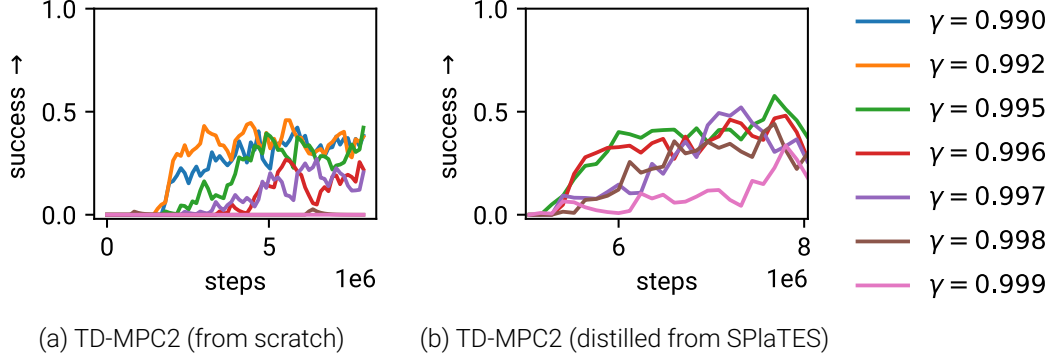 1.0
0.5
0.0
success →
0
5
1e6
steps
(a) TD-MPC2 (from scratch)
1.0
0.5
0.0
success →
6
8
1e6
steps
(b) TD-MPC2 (distilled from SPlaTES)
γ = 0.990
γ = 0.992
γ = 0.995
γ = 0.996
γ = 0.997
γ = 0.998
γ = 0.999